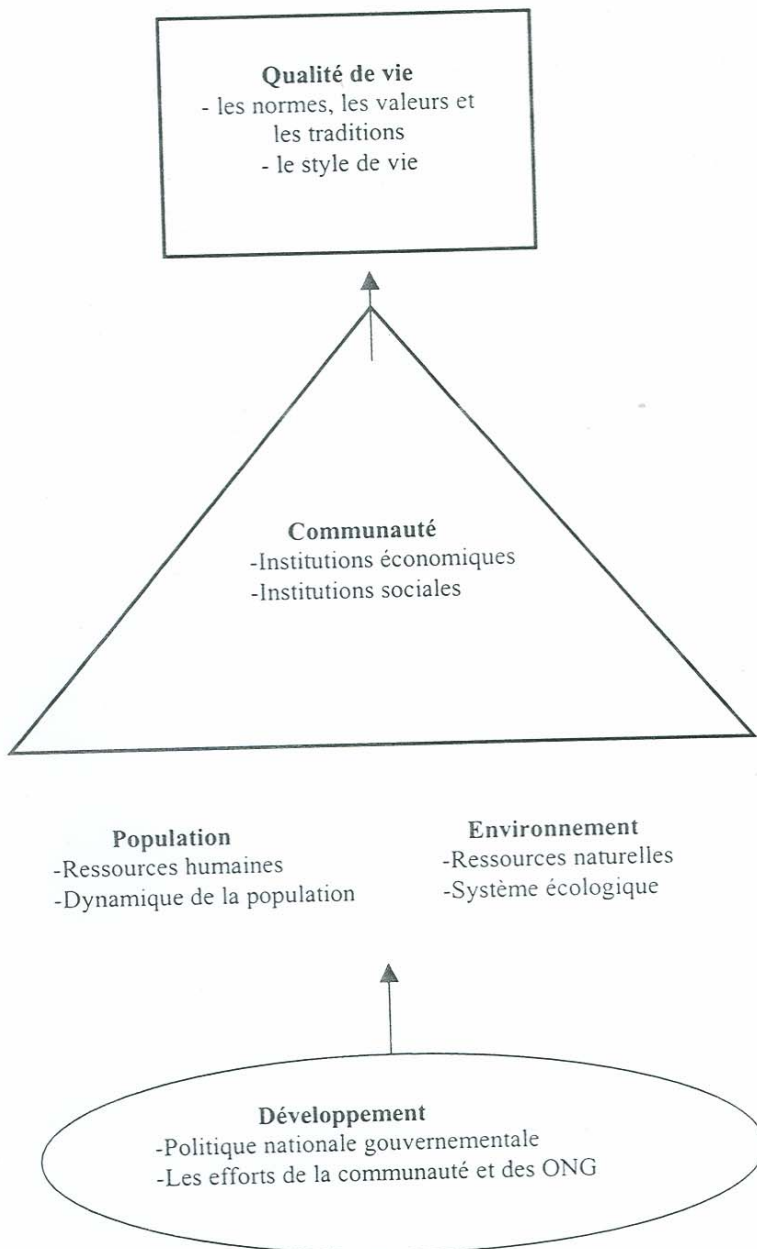 Qualité de vie
- les normes, les valeurs et
les traditions
- le style de vie
Communauté
-Institutions économiques
-Institutions sociales
Population
-Ressources humaines
-Dynamique de la population
Environnement
-Ressources naturelles
-Système écologique
Développement
-Politique nationale gouvernementale
-Les efforts de la communauté et des ONG